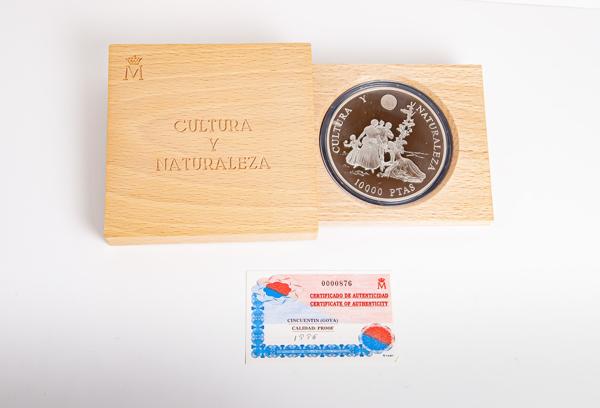 M
CULTURA
Y
NATURALEZA
CULTURA Y NATURALEZA
10000 PTAS
0000876
M
CERTIFICADO DE AUTENTICIDAD
CERTIFICATE OF AUTHENTICITY
CINCUENTIN (GOYA)
CALIDAD: PROOF
1996